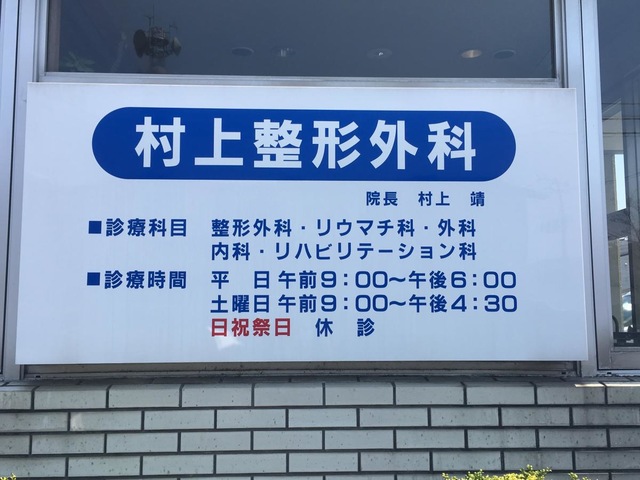 村上整形外科
院長 村上 靖
■診療科目 整形外科・リウマチ科・外科
内科・リハビリテーション科
■診療時間 平 日 午前9:00〜午後6:00
土曜日 午前9:00〜午後4:30
日祝祭日 休 診